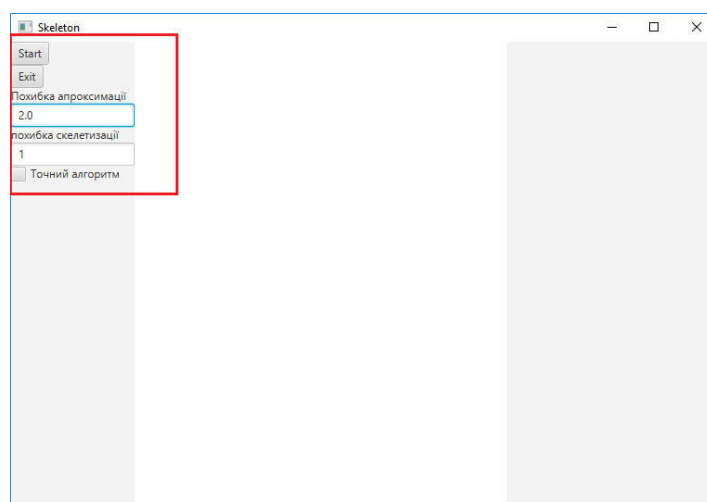 Skeleton
Start
Exit
Похибка апроксимації
2.0
похибка скелетизації
1
Точний алгоритм